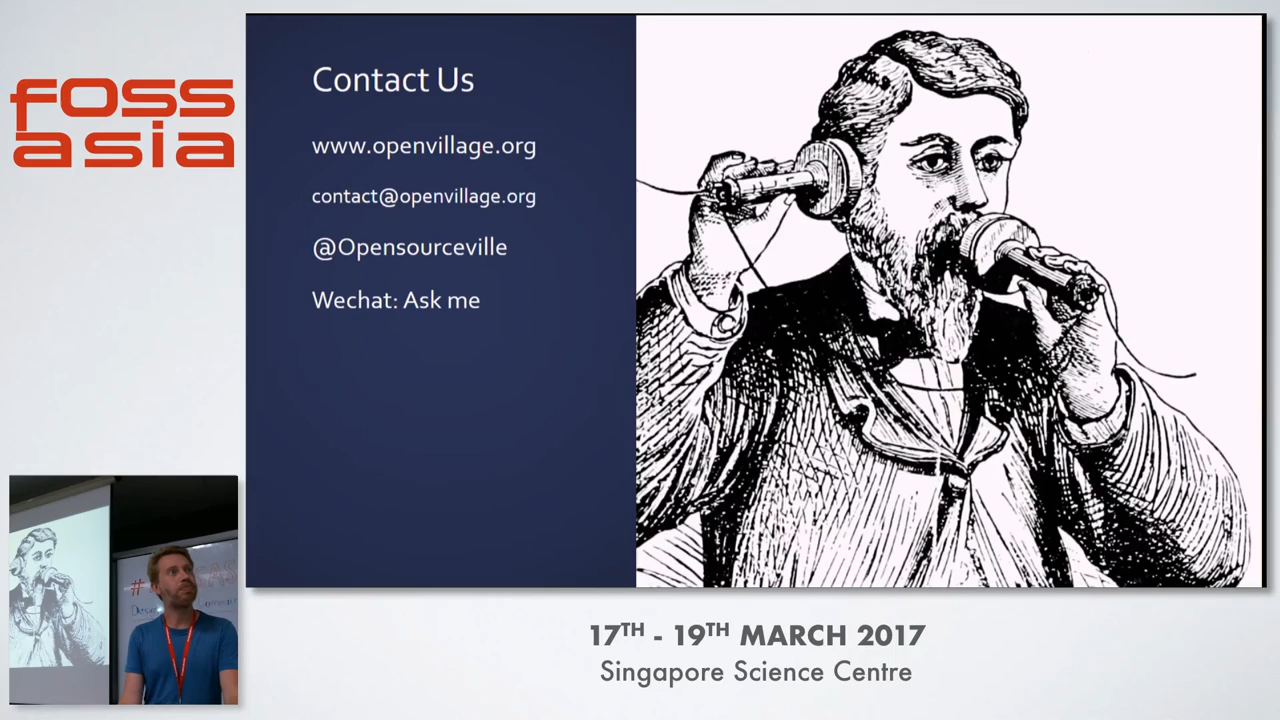 foss
asia
Contact Us
www.openvillage.org
contact@openvillage.org
@Opensourceville
Wechat: Ask me
#
17TH - 19TH MARCH 2017
Singapore Science Centre